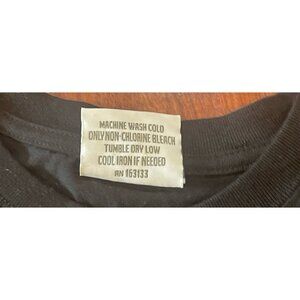 MACHINE WASH COLD
ONLY NON-CHLORINE BLEACH
TUMBLE DRY LOW
COOL IRON IF NEEDED
RN 163133